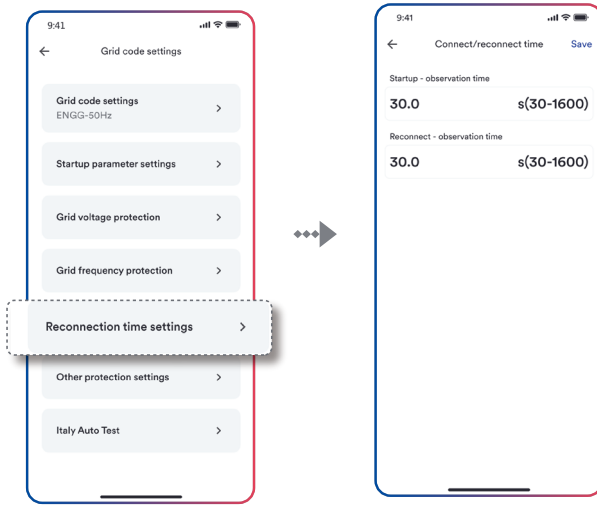 9:41
Grid code settings
Grid code settings
ENGG-50Hz
Startup parameter settings
Grid voltage protection
Grid frequency protection
Reconnection time settings
Other protection settings
Italy Auto Test
9:41
Connect/reconnect time Save
Startup - observation time
30.0 s(30-1600)
Reconnect - observation time
30.0 s(30-1600)